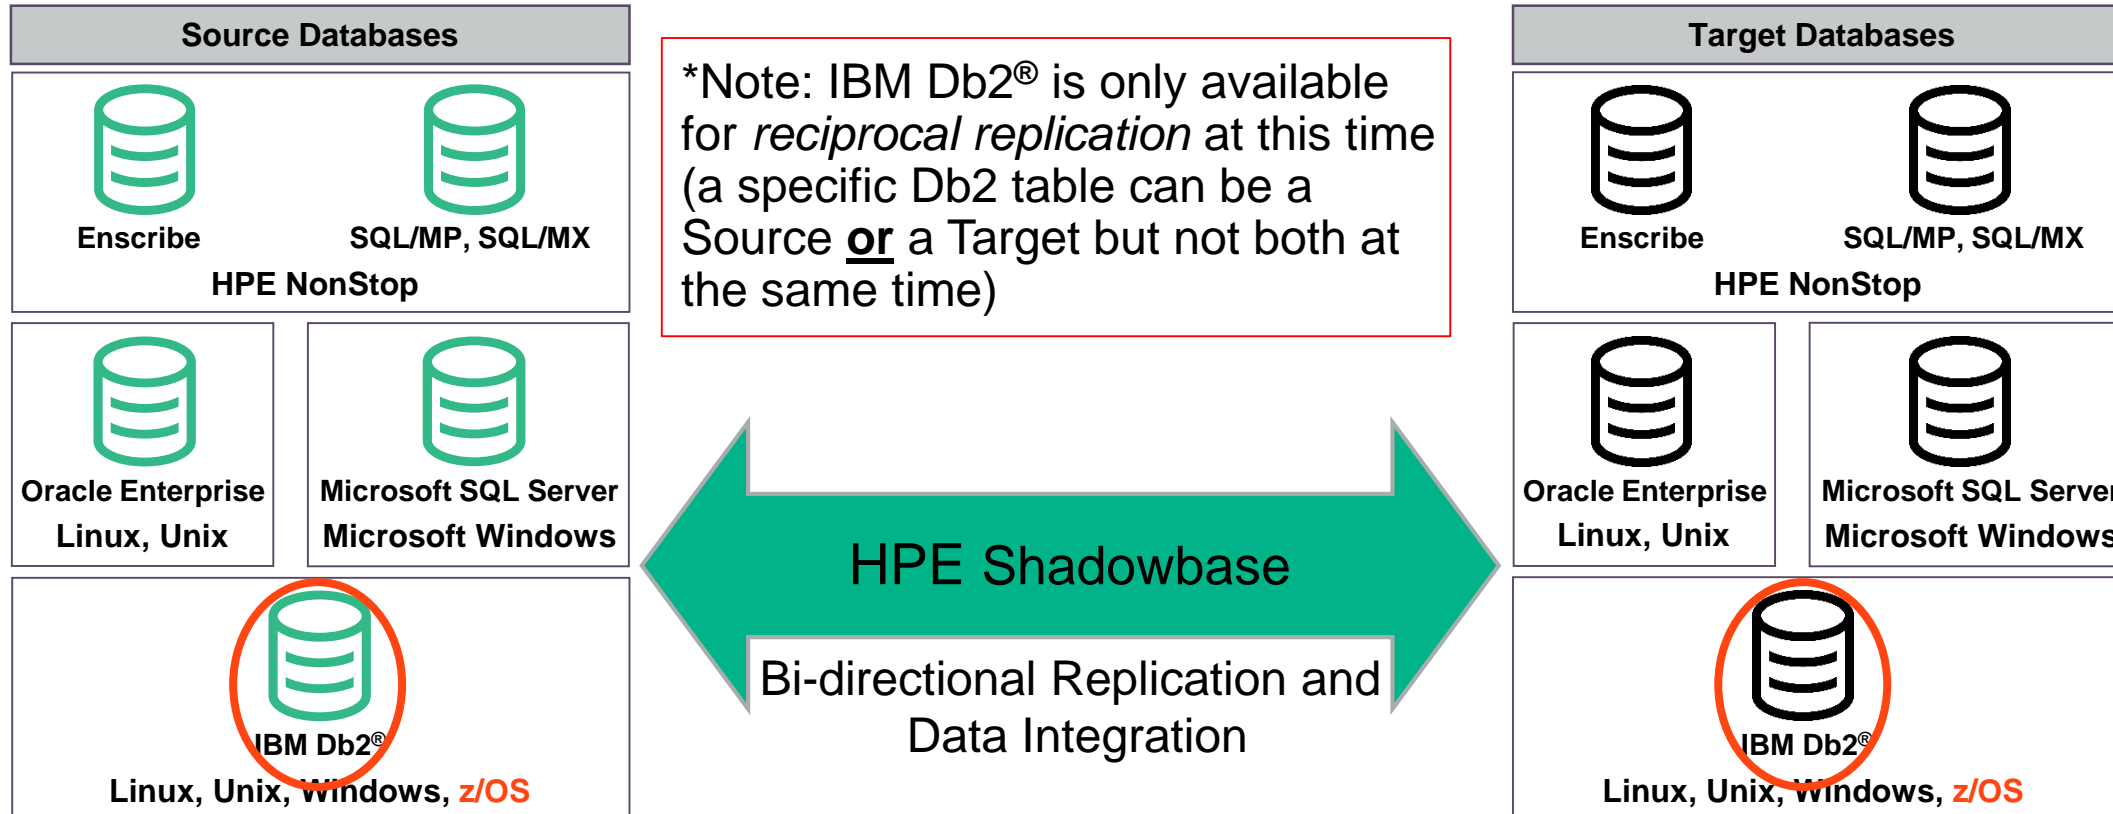 Source Databases
Enscribe
SQL/MP, SQL/MX
HPE NonStop
Oracle Enterprise
Linux, Unix
Microsoft SQL Server
Microsoft Windows
IBM Db2®
Linux, Unix, Windows, z/OS
*Note: IBM Db2® is only available
for reciprocal replication at this time
(a specific Db2 table can be a
Source or a Target but not both at
the same time)
HPE Shadowbase
Bi-directional Replication and
Data Integration
Target Databases
Enscribe
SQL/MP, SQL/MX
HPE NonStop
Oracle Enterprise
Linux, Unix
Microsoft SQL Server
Microsoft Windows
IBM Db2®
Linux, Unix, Windows, z/OS